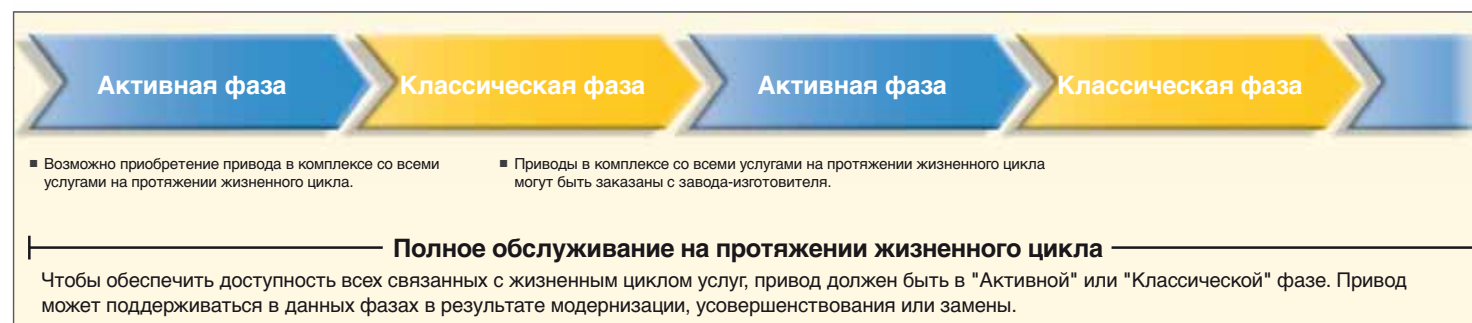 Активная фаза
Классическая фаза
Активная фаза
Классическая фаза
■ Возможно приобретение привода в комплексе со всеми
услугами на протяжении жизненного цикла.
■ Приводы в комплексе со всеми услугами на протяжении жизненного цикла
могут быть заказаны с завода-изготовителя.
Полное обслуживание на протяжении жизненного цикла
Чтобы обеспечить доступность всех связанных с жизненным циклом услуг, привод должен быть в "Активной" или "Классической" фазе. Привод
может поддерживаться в данных фазах в результате модернизации, усовершенствования или замены.